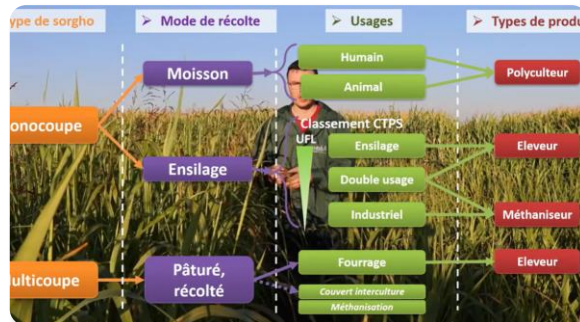 ype de sorgho
➤ Mode de récolte
➤ Usages
➤ Types de produ
onocoupe
ulticoupe
Moisson
Ensilage
Pâturé,
récolté
Humain
Animal
Classement CTPS
UFL
Ensilage
Double usage
Industriel
Fourrage
Couvert interculture
Méthanisation
Polyculteur
Eleveur
Méthaniseur
Eleveur